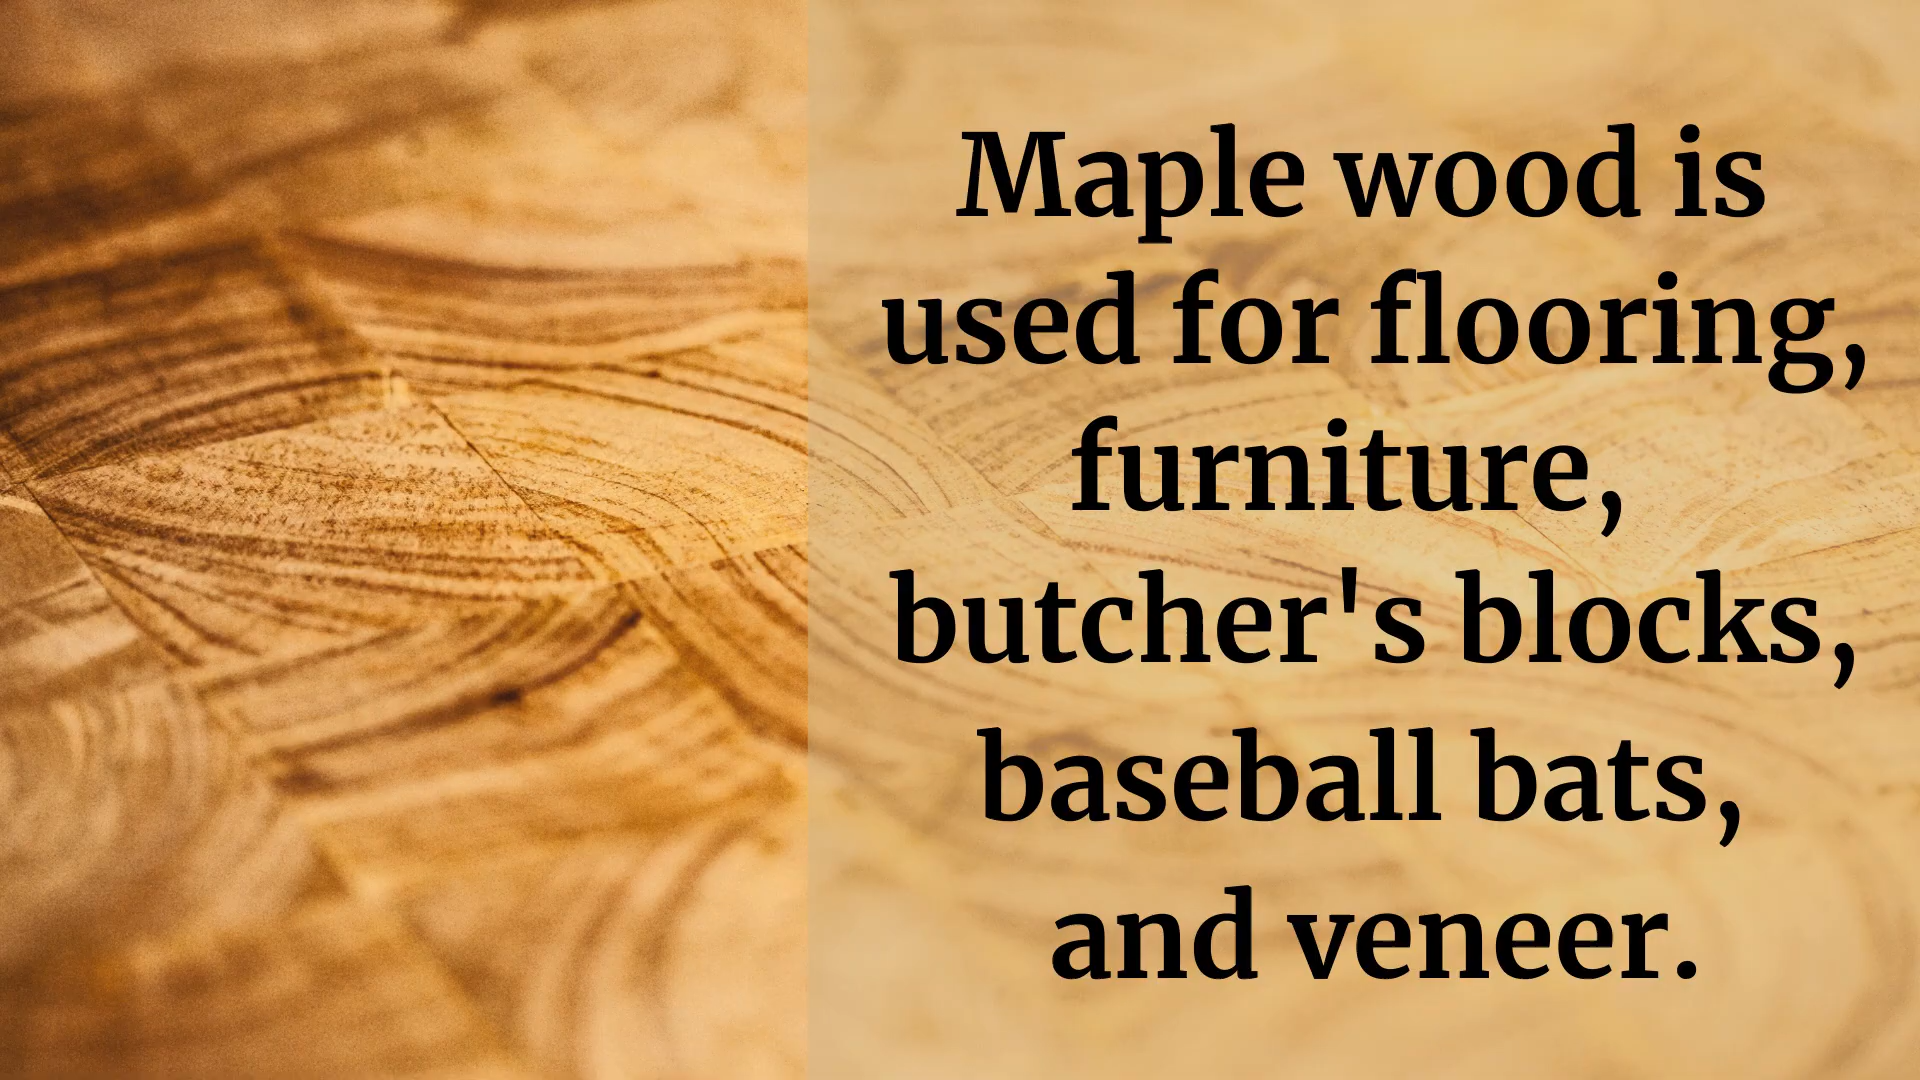 Maple wood is
used for flooring,
furniture,
butcher's blocks,
baseball bats,
and veneer.